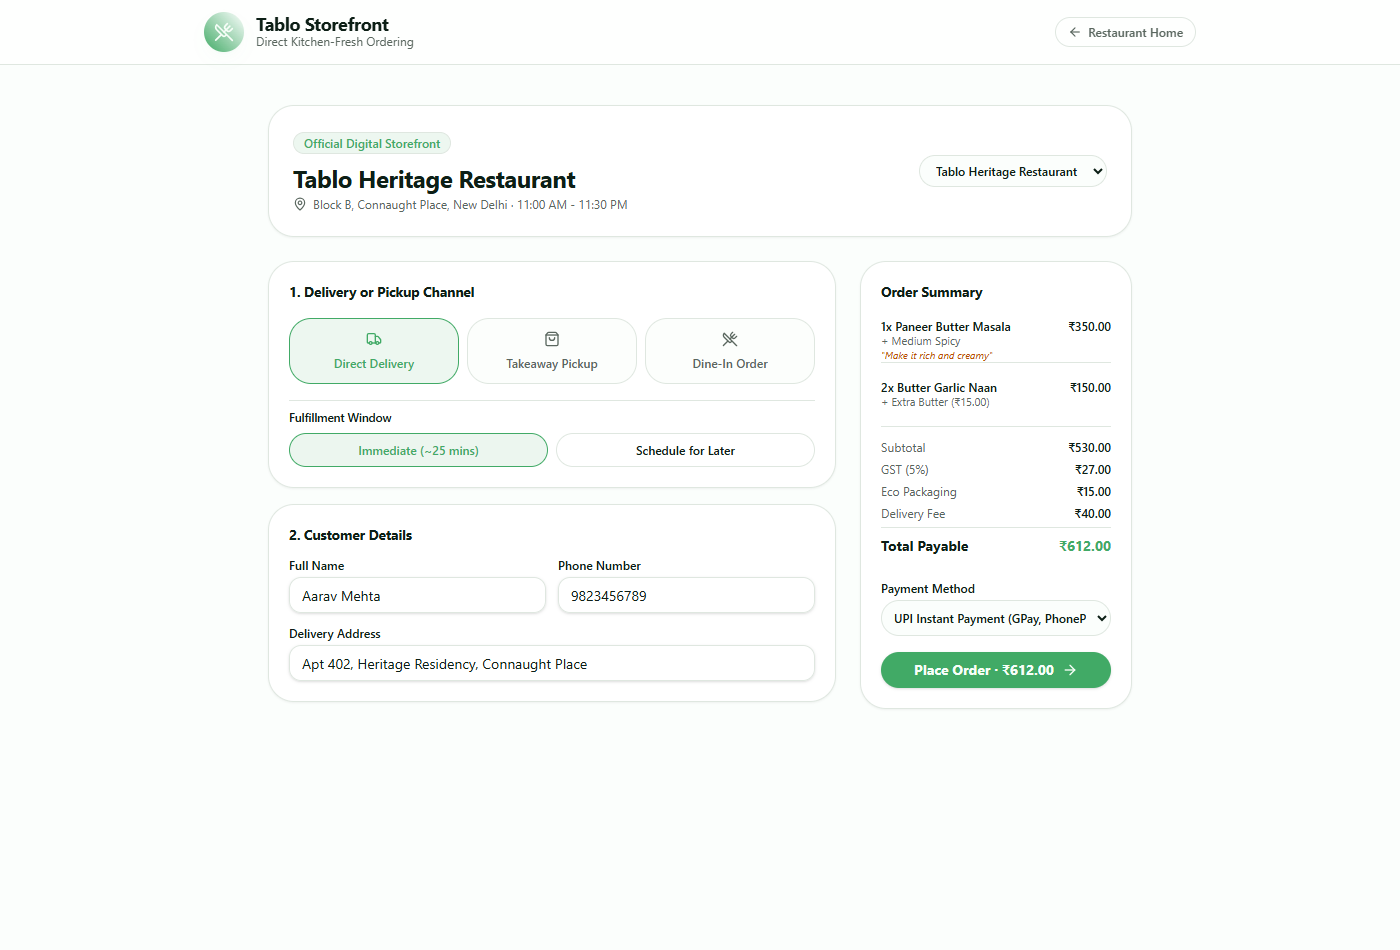 Tablo Storefront
Direct Kitchen-Fresh Ordering
Restaurant Home
Official Digital Storefront
Tablo Heritage Restaurant
Block B, Connaught Place, New Delhi · 11:00 AM - 11:30 PM
Tablo Heritage Restaurant
1. Delivery or Pickup Channel
Direct Delivery
Takeaway Pickup
Dine-In Order
Fulfillment Window
Immediate (~25 mins)
Schedule for Later
2. Customer Details
Full Name
Phone Number
Aarav Mehta
9823456789
Delivery Address
Apt 402, Heritage Residency, Connaught Place
Order Summary
1x Paneer Butter Masala ₹350.00
+ Medium Spicy
"Make it rich and creamy"
2x Butter Garlic Naan ₹150.00
+ Extra Butter (₹15.00)
Subtotal ₹530.00
GST (5%) ₹27.00
Eco Packaging ₹15.00
Delivery Fee ₹40.00
Total Payable ₹612.00
Payment Method
UPI Instant Payment (GPay, PhoneP
Place Order · ₹612.00